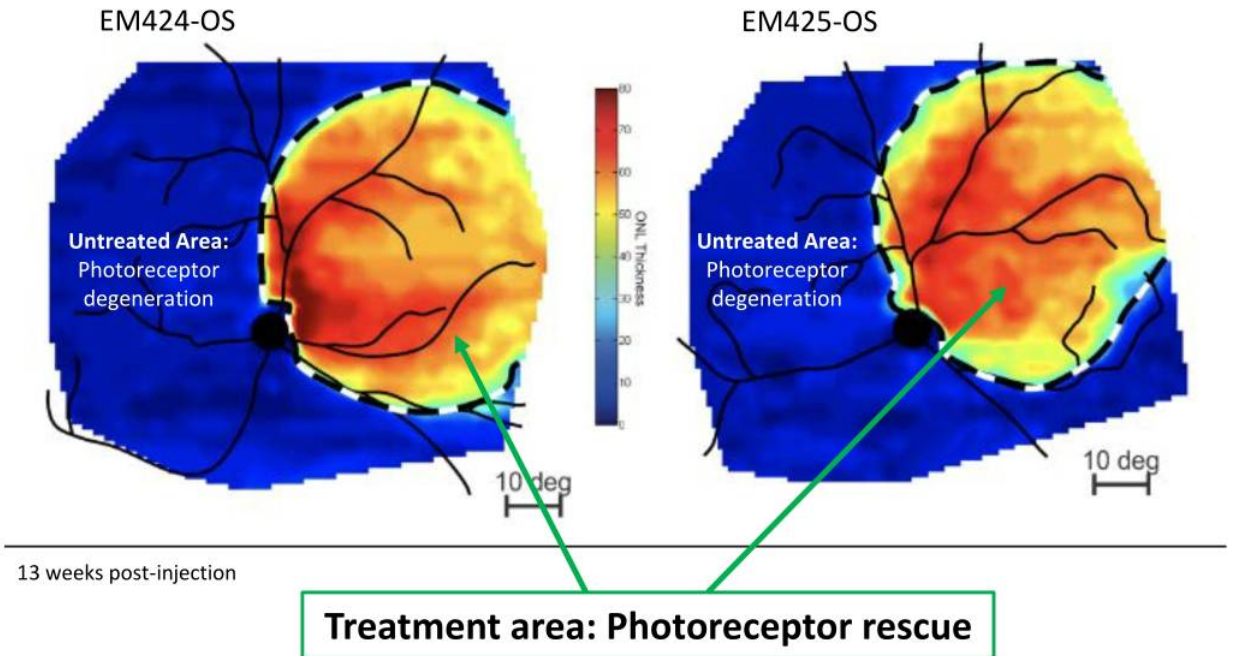 EM424-OS
EM425-OS
80
70
60
50
40
30
20
10
0
ONL Thickness
Untreated Area:
Photoreceptor
degeneration
Untreated Area:
Photoreceptor
degeneration
10 deg
10 deg
13 weeks post-injection
Treatment area: Photoreceptor rescue